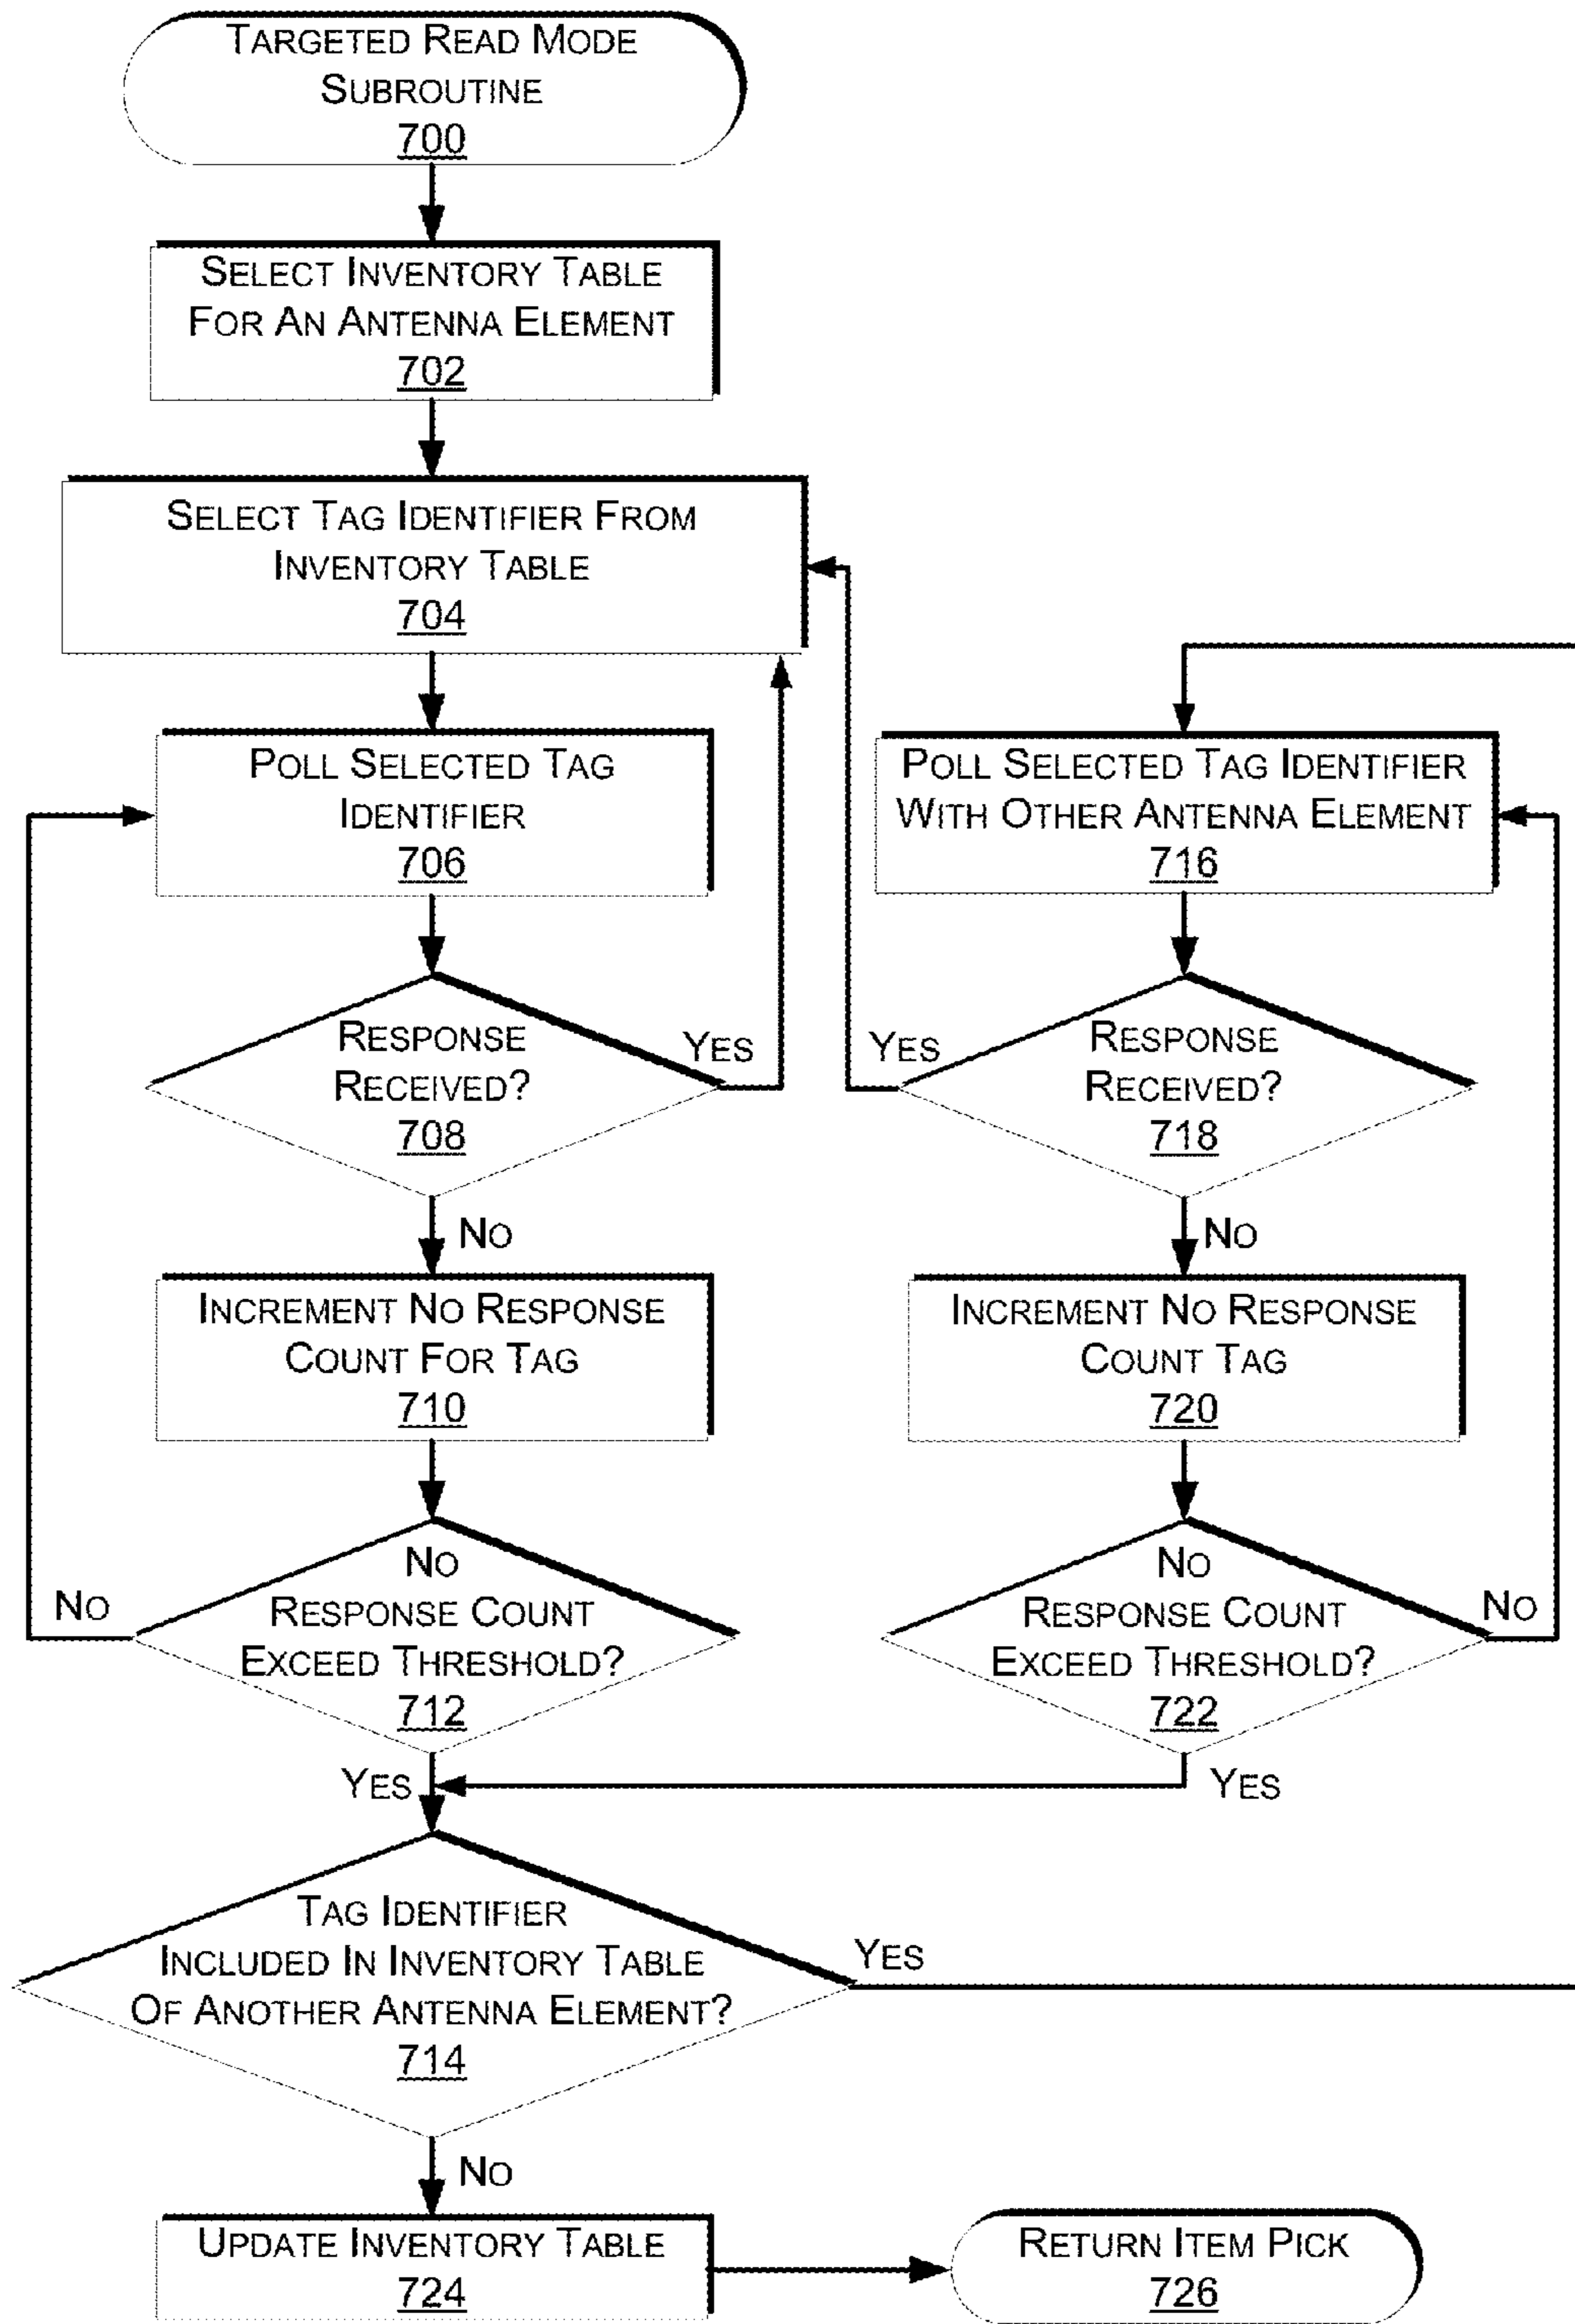 TARGETED READ MODE
SUBROUTINE
700
SELECT INVENTORY TABLE
FOR AN ANTENNA ELEMENT
702
SELECT TAG IDENTIFIER FROM
INVENTORY TABLE
704
POLL SELECTED TAG
IDENTIFIER
706
RESPONSE
RECEIVED?
708
YES
NO
INCREMENT NO RESPONSE
COUNT FOR TAG
710
NO
RESPONSE COUNT
EXCEED THRESHOLD?
712
NO
YES
POLL SELECTED TAG IDENTIFIER
WITH OTHER ANTENNA ELEMENT
716
RESPONSE
RECEIVED?
718
YES
NO
INCREMENT NO RESPONSE
COUNT TAG
720
NO
RESPONSE COUNT
EXCEED THRESHOLD?
722
NO
YES
TAG IDENTIFIER
INCLUDED IN INVENTORY TABLE
OF ANOTHER ANTENNA ELEMENT?
714
YES
NO
UPDATE INVENTORY TABLE
724
RETURN ITEM PICK
726